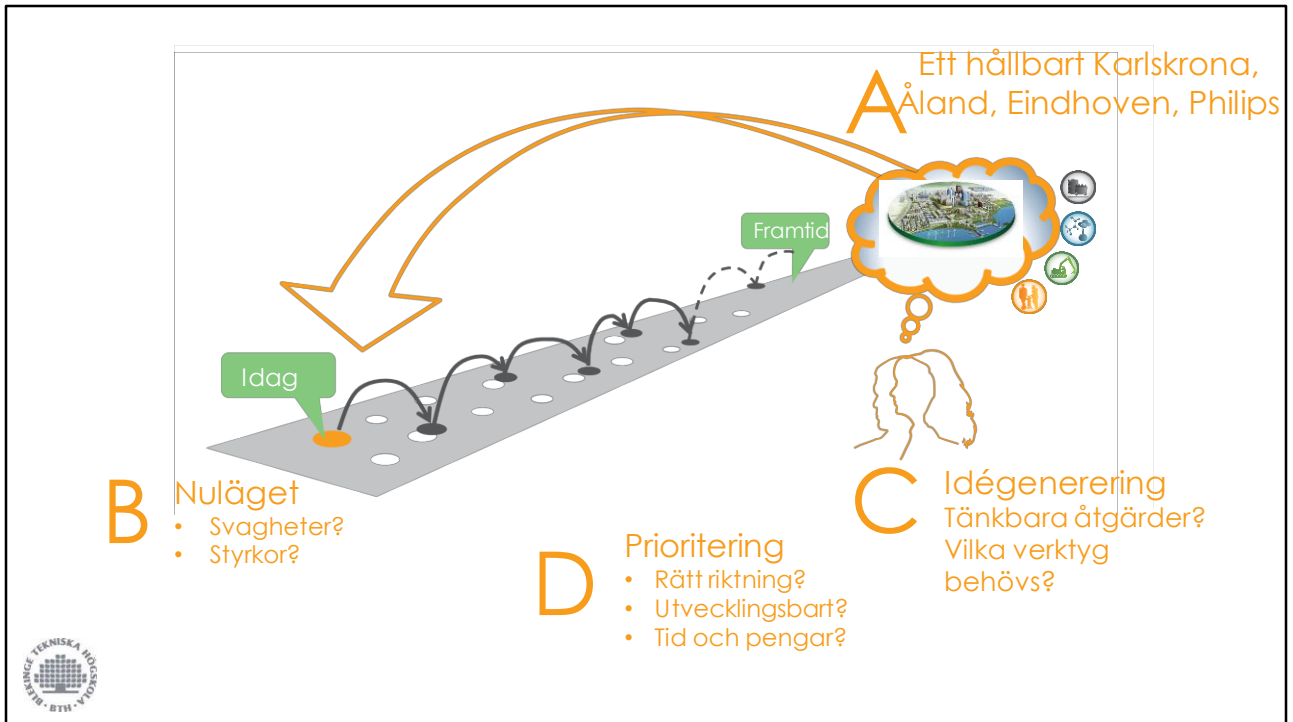 A
Ett hållbart Karlskrona,
Åland, Eindhoven, Philips
Framtid
Idag
B
Nuläget
• Svagheter?
• Styrkor?
C
Idégenerering
Tänkbara åtgärder?
Vilka verktyg
behövs?
D
Prioritering
• Rätt riktning?
• Utvecklingsbart?
• Tid och pengar?
BLEKINGE TEKNISKA HÖGSKOLA
BTH